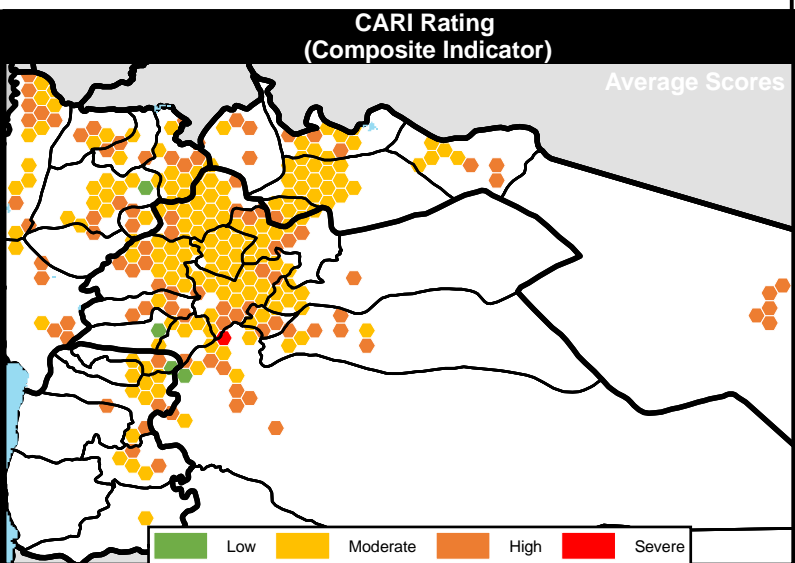 CARI Rating
(Composite Indicator)
Average Scores
Low Moderate High Severe